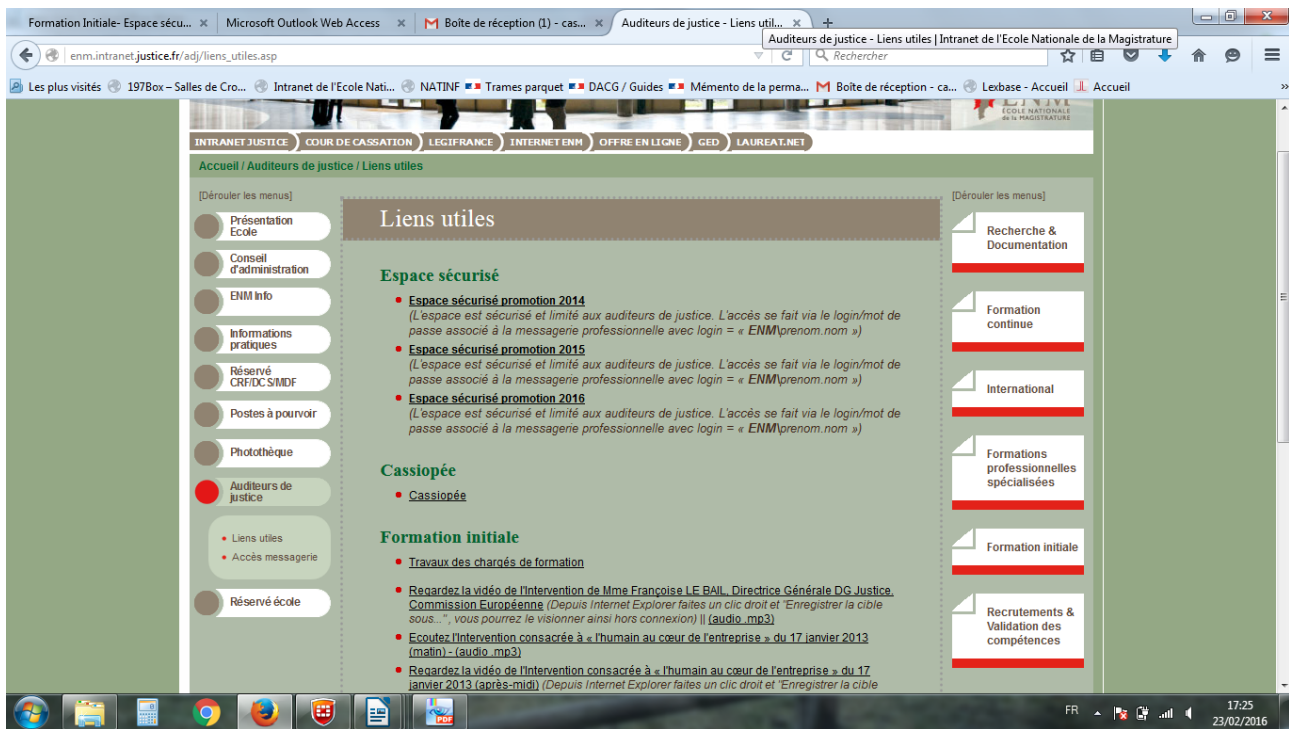 Formation Initiale- Espace sécu...
Microsoft Outlook Web Access
Boîte de réception (1) - cas...
Auditeurs de justice - Liens util...
Auditeurs de justice - Liens utiles | Intranet de l'Ecole Nationale de la Magistrature
enm.intranet.justice.fr/adj/liens_utiles.asp
Rechercher
Les plus visités
197Box – Salles de Cro...
Intranet de l'Ecole Nati...
NATINF
Trames parquet
DACG / Guides
Mémento de la perma...
Boîte de réception - ca...
Lexbase - Accueil
Accueil
ENM
ÉCOLE NATIONALE
de la MAGISTRATURE
INTRANET JUSTICE
COUR DE CASSATION
LEGIFRANCE
INTERNET ENM
OFFRE EN LIGNE
GED
LAUREAT.NET
Accueil / Auditeurs de justice / Liens utiles
[Dérouler les menus]
Présentation
Ecole
Conseil
d'administration
ENM Info
Informations
pratiques
Réservé
CRF/DCS/MDF
Postes à pourvoir
Photothèque
Auditeurs de
justice
Liens utiles
Accès messagerie
Réservé école
Liens utiles
Espace sécurisé
Espace sécurisé promotion 2014
(L'espace est sécurisé et limité aux auditeurs de justice. L'accès se fait via le login/mot de
passe associé à la messagerie professionnelle avec login = « ENM\prenom.nom »)
Espace sécurisé promotion 2015
(L'espace est sécurisé et limité aux auditeurs de justice. L'accès se fait via le login/mot de
passe associé à la messagerie professionnelle avec login = « ENM\prenom.nom »)
Espace sécurisé promotion 2016
(L'espace est sécurisé et limité aux auditeurs de justice. L'accès se fait via le login/mot de
passe associé à la messagerie professionnelle avec login = « ENM\prenom.nom »)
Cassiopée
Cassiopée
Formation initiale
Travaux des chargés de formation
Regardez la vidéo de l'Intervention de Mme Françoise LE BAIL, Directrice Générale DG Justice,
Commission Européenne (Depuis Internet Explorer faites un clic droit et "Enregistrer la cible
sous...", vous pourrez le visionner ainsi hors connexion) || (audio .mp3)
Ecoutez l'Intervention consacrée à « l'humain au cœur de l'entreprise » du 17 janvier 2013
(matin) - (audio .mp3)
Regardez la vidéo de l'Intervention consacrée à « l'humain au cœur de l'entreprise » du 17
janvier 2013 (après-midi) (Depuis Internet Explorer faites un clic droit et "Enregistrer la cible
[Dérouler les menus]
Recherche &
Documentation
Formation
continue
International
Formations
professionnelles
spécialisées
Formation initiale
Recrutements &
Validation des
compétences
PDF
FR
17:25
23/02/2016